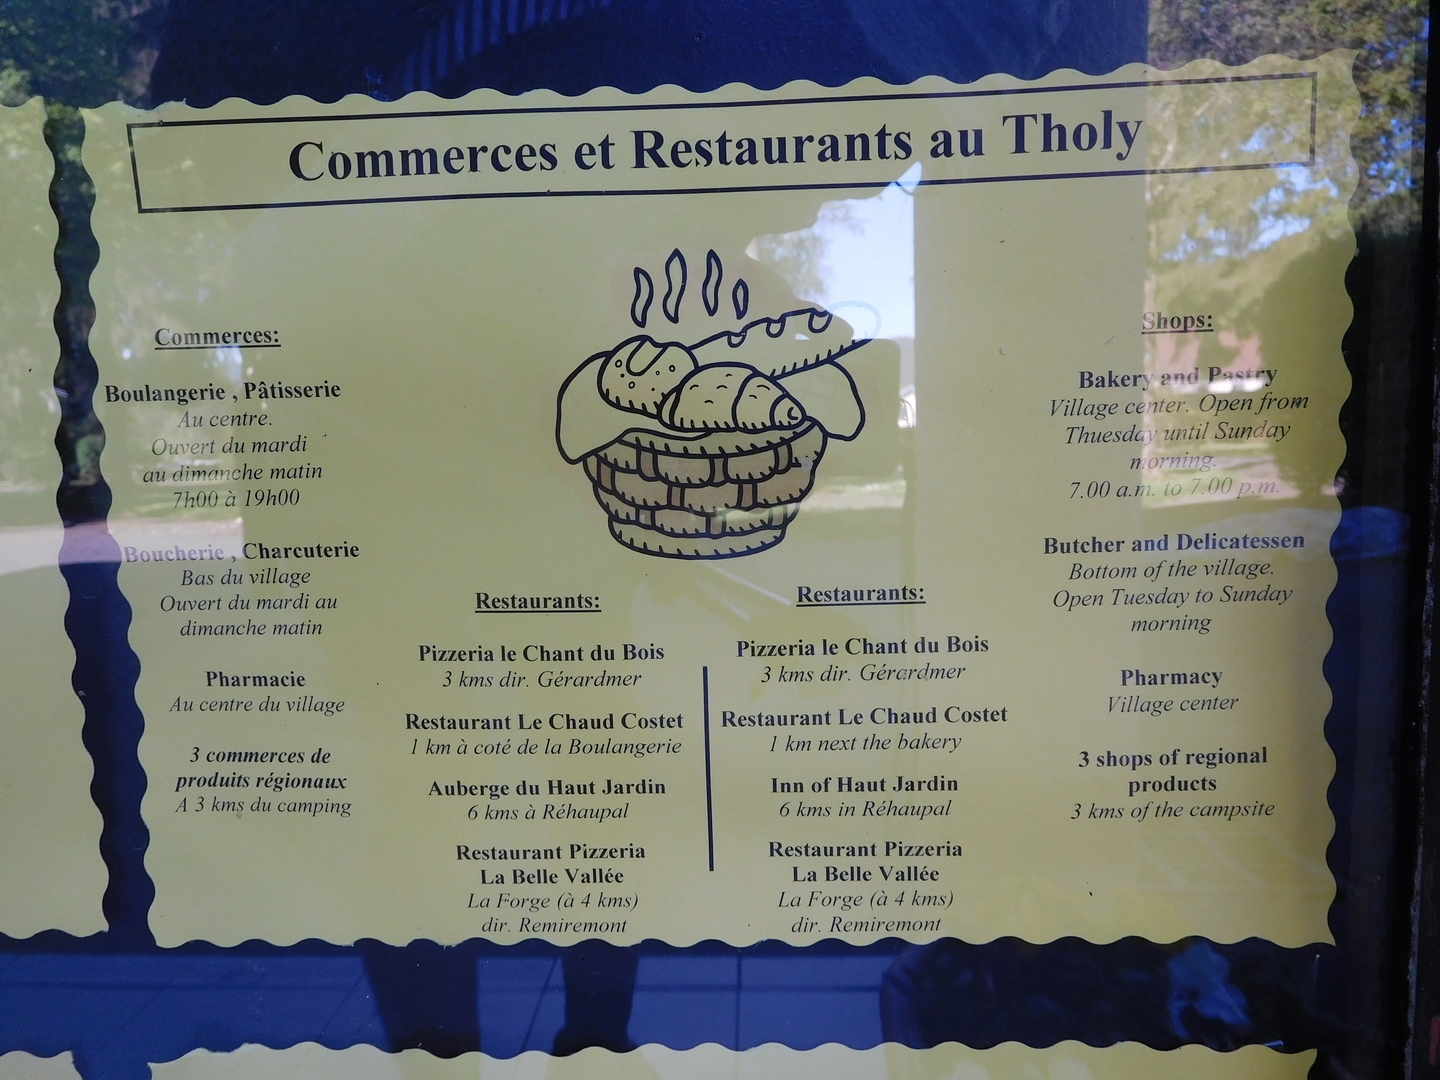 Commerces et Restaurants au Tholy
Commerces:
Boulangerie , Pâtisserie
Au centre.
Ouvert du mardi
au dimanche matin
7h00 à 19h00
Boucherie , Charcuterie
Bas du village
Ouvert du mardi au
dimanche matin
Pharmacie
Au centre du village
3 commerces de
produits régionaux
A 3 kms du camping
Restaurants:
Pizzeria le Chant du Bois
3 kms dir. Gérardmer
Restaurant Le Chaud Costet
1 km à coté de la Boulangerie
Auberge du Haut Jardin
6 kms à Réhaupal
Restaurant Pizzeria
La Belle Vallée
La Forge (à 4 kms)
dir. Remiremont
Restaurants:
Pizzeria le Chant du Bois
3 kms dir. Gérardmer
Restaurant Le Chaud Costet
1 km next the bakery
Inn of Haut Jardin
6 kms in Réhaupal
Restaurant Pizzeria
La Belle Vallée
La Forge (à 4 kms)
dir. Remiremont
Shops:
Bakery and Pastry
Village center. Open from
Thuesday until Sunday
morning.
7.00 a.m. to 7.00 p.m.
Butcher and Delicatessen
Bottom of the village.
Open Tuesday to Sunday
morning
Pharmacy
Village center
3 shops of regional
products
3 kms of the campsite